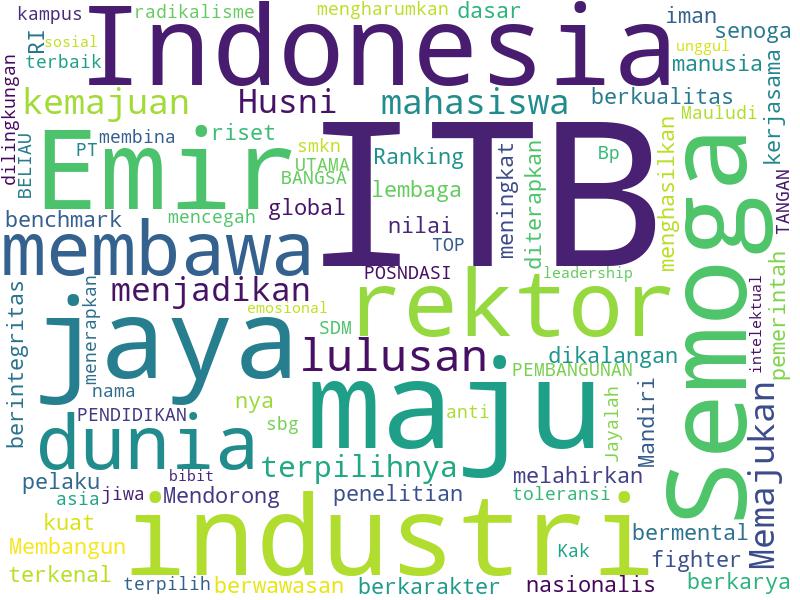 kampus
radikalisme
mengharumkan
dasar
iman
senoga
RI
sosial
terbaik
Indonesia
unggul
manusia
dilingkungan
kemajuan
Husni
mahasiswa
berkualitas
Mauludi
kerjasama
BELIAU
PT
membina
Emir
riset
smkn
UTAMA
BANGSA
Ranking
lembaga
ITB
meningkat
diterapkan
Bp
menghasilkan
Semoga
TANGAN
benchmark
mencegah
global
nilai
TOP
membawa
menjadikan
POSNDASI
leadership
rektor
intelektual
pemerintah
berintegritas
menerapkan
jaya
emosional
SDM
lulusan
dikalangan
PEMBANGUNAN
nama
PENDIDIKAN
nya
sbg
maju
anti
Jayalah
Mandiri
Memajukan
dunia
terpilihnya
pelaku
asia
jiwa
bibit
Mendorong
penelitian
melahirkan
toleransi
kuat
Membangun
industri
Kak
bermental
fighter
terkenal
terpilih
berwawasan
berkarakter
nasionalis
berkarya